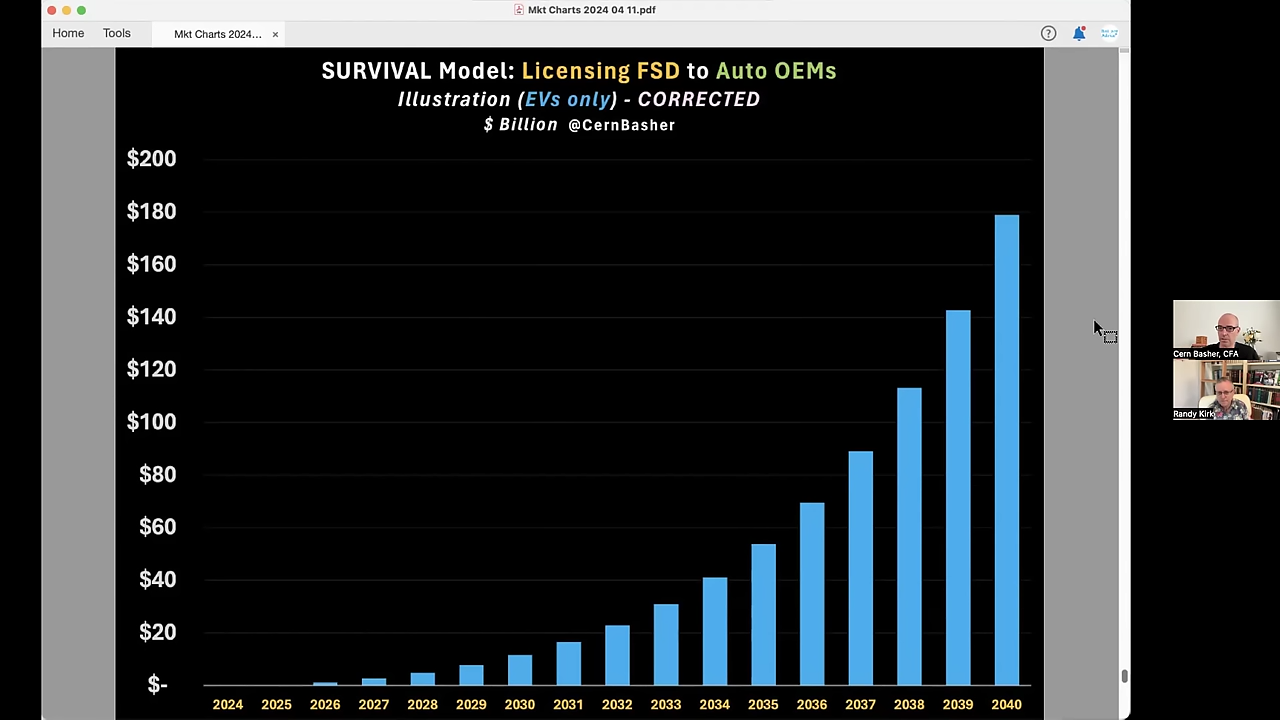 Mkt Charts 2024 04 11.pdf
Home Tools Mkt Charts 2024... ×
SURVIVAL Model: Licensing FSD to Auto OEMs
Illustration (EVs only) - CORRECTED
$ Billion @CernBasher
$200
$180
$160
$140
$120
$100
$80
$60
$40
$20
$-
2024 2025 2026 2027 2028 2029 2030 2031 2032 2033 2034 2035 2036 2037 2038 2039 2040
Cern Basher, CFA
Randy Kirk